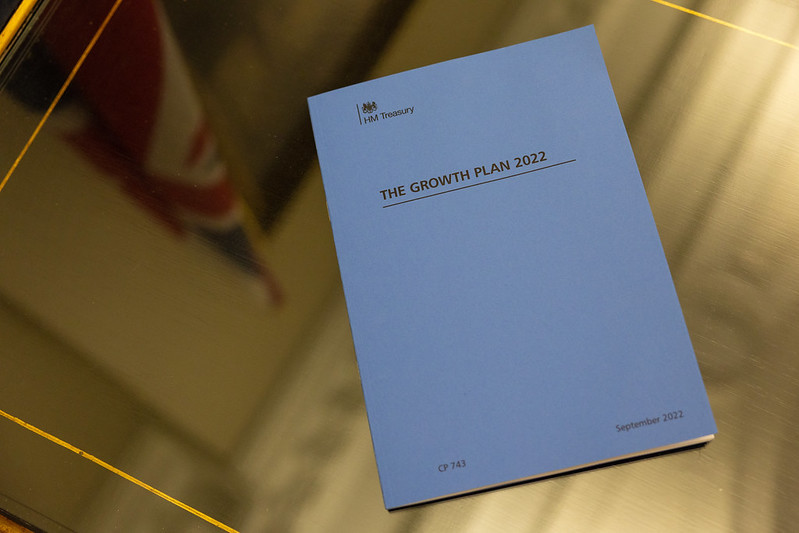 HM Treasury
THE GROWTH PLAN 2022
September 2022
CP 743